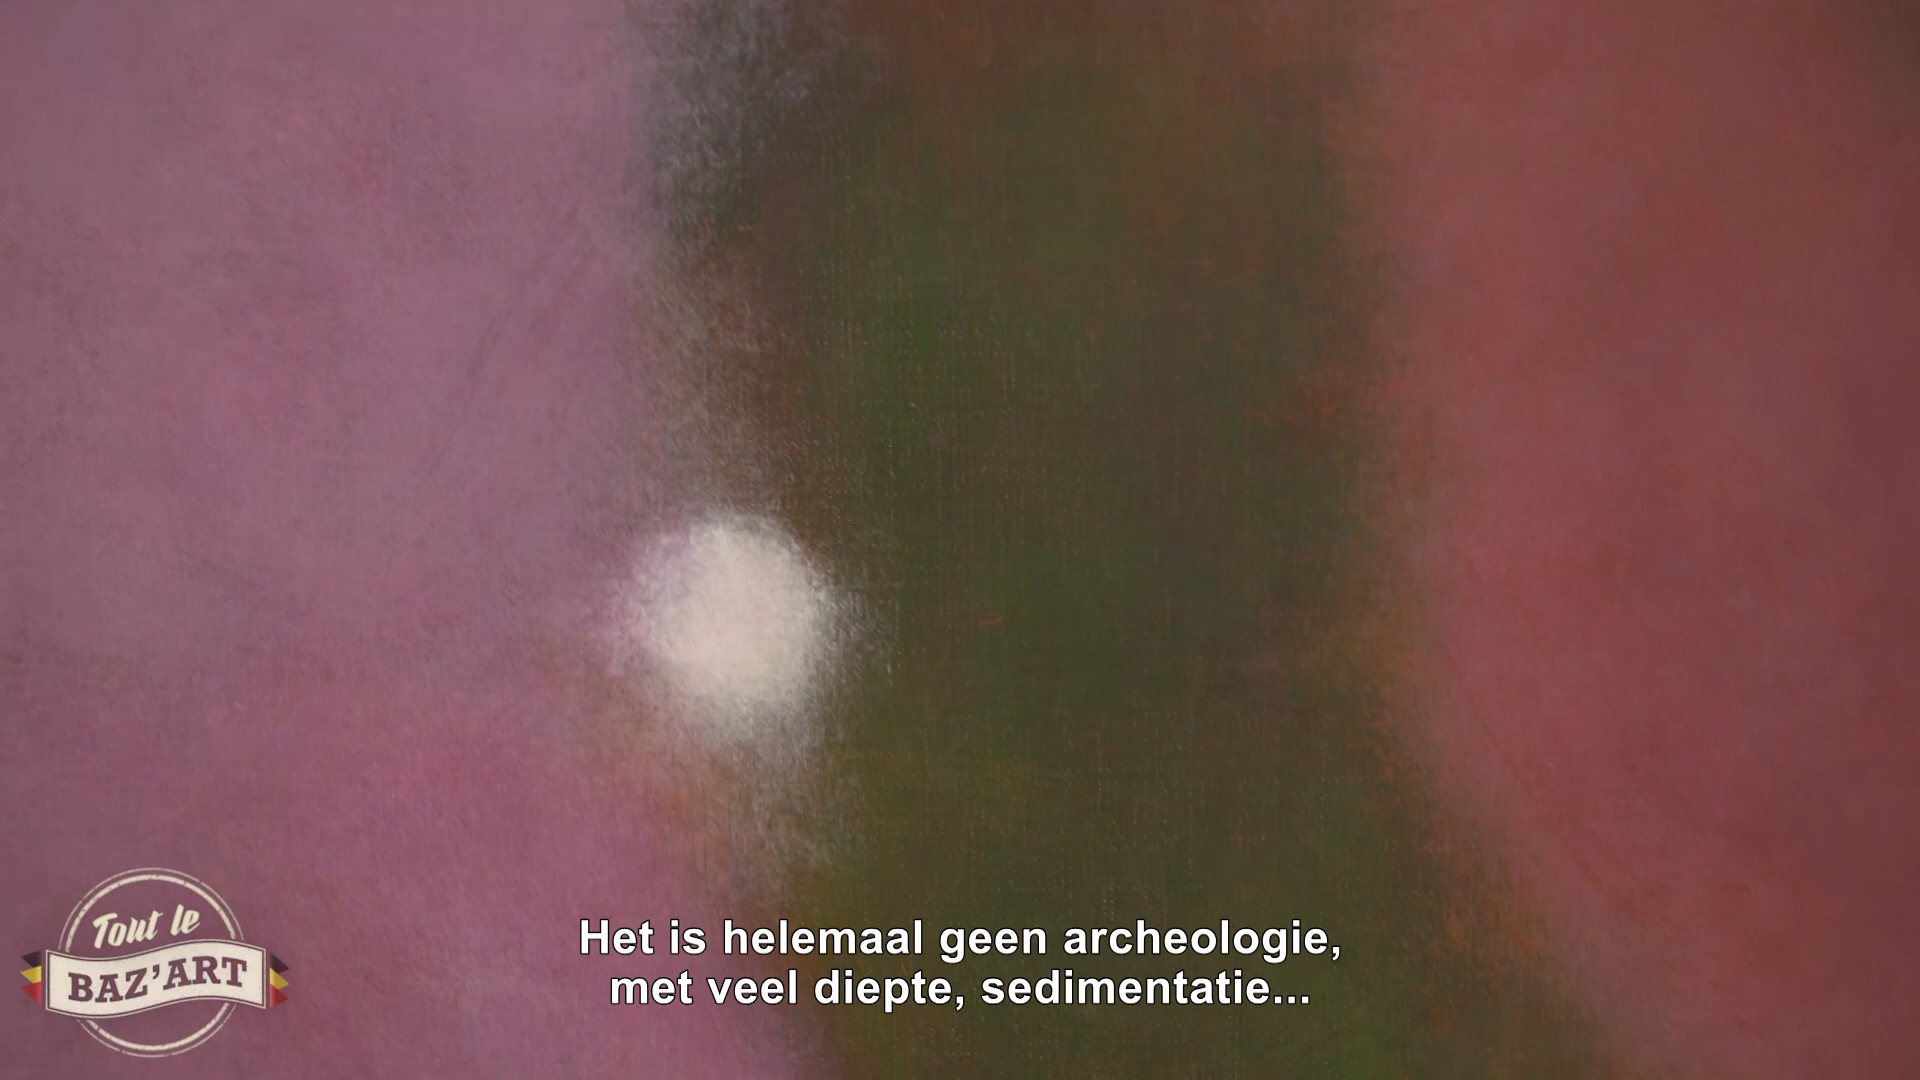 Tout le
BAZ'ART
Het is helemaal geen archeologie,
met veel diepte, sedimentatie...